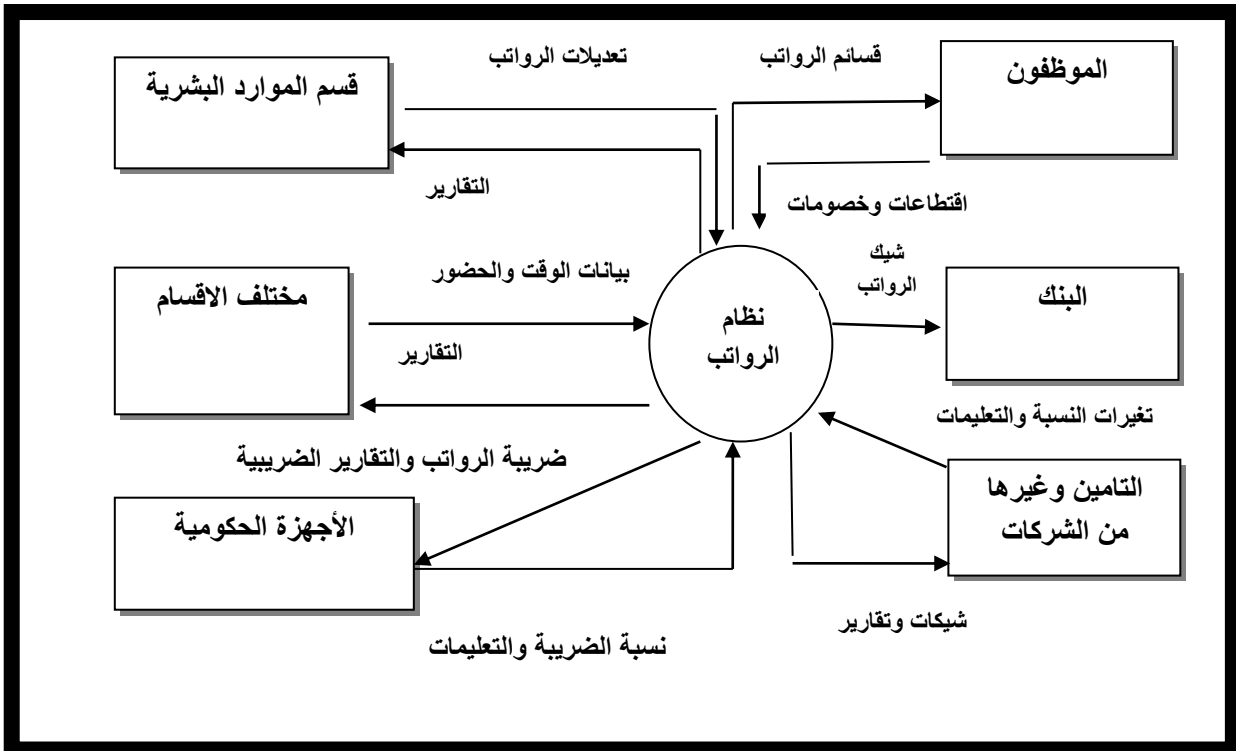 قسائم الرواتب
تعديلات الرواتب
الموظفون
قسم الموارد البشرية
التقارير
اقتطاعات وخصومات
شيك
الرواتب
بيانات الوقت والحضور
البنك
مختلف الاقسام
نظام
الرواتب
التقارير
تغيرات النسبة والتعليمات
ضريبة الرواتب والتقارير الضريبية
التامين وغيرها
من الشركات
الأجهزة الحكومية
شيكات وتقارير
نسبة الضريبة والتعليمات